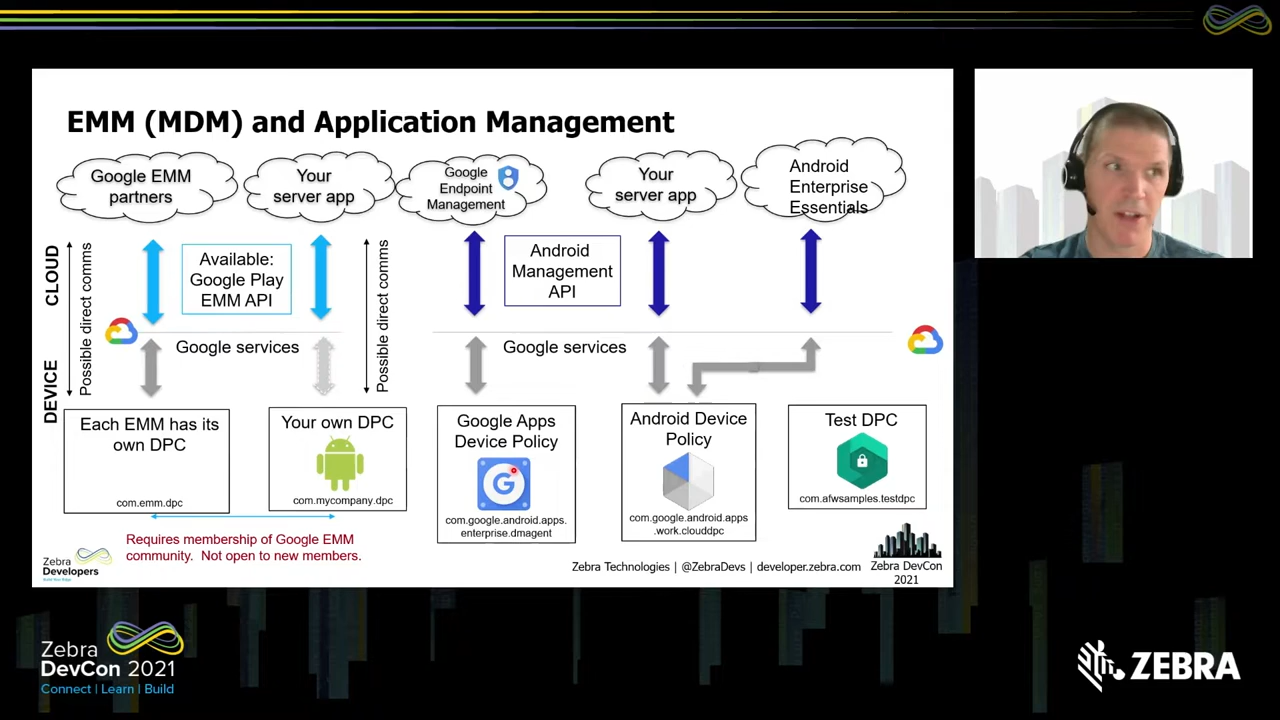 EMM (MDM) and Application Management
Google EMM
partners
Your
server app
Google
Endpoint
Management
Your
server app
Android
Enterprise
Essentials
CLOUD
DEVICE
Possible direct comms
Available:
Google Play
EMM API
Possible direct comms
Android
Management
API
Google services
Google services
Each EMM has its
own DPC
com.emm.dpc
Your own DPC
com.mycompany.dpc
Google Apps
Device Policy
G
com.google.android.apps.
enterprise.dmagent
Android Device
Policy
com.google.android.apps
.work.clouddpc
Test DPC
com.afwsamples.testdpc
Requires membership of Google EMM
community. Not open to new members.
Zebra
Developers
Zebra Technologies | @ZebraDevs | developer.zebra.com
Zebra DevCon
2021
Zebra
DevCon 2021
Connect | Learn | Build
ZEBRA